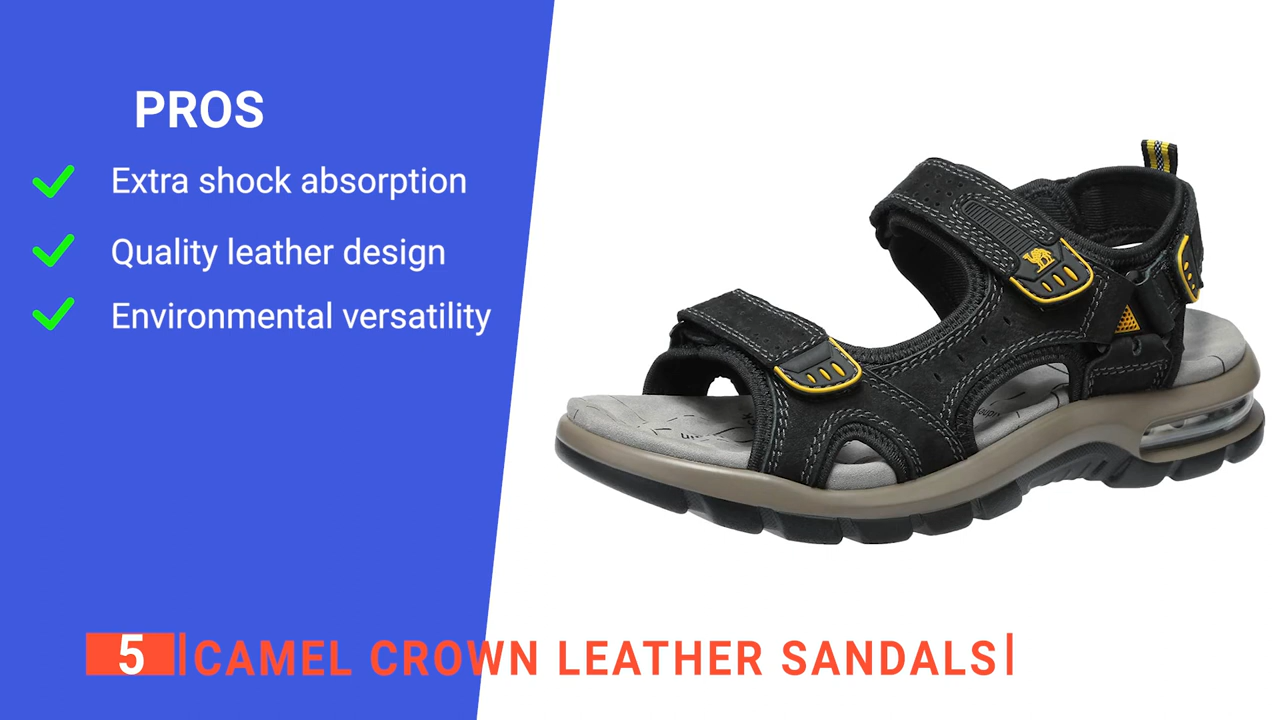 PROS
Extra shock absorption
Quality leather design
Environmental versatility
5 CAMEL CROWN LEATHER SANDALS